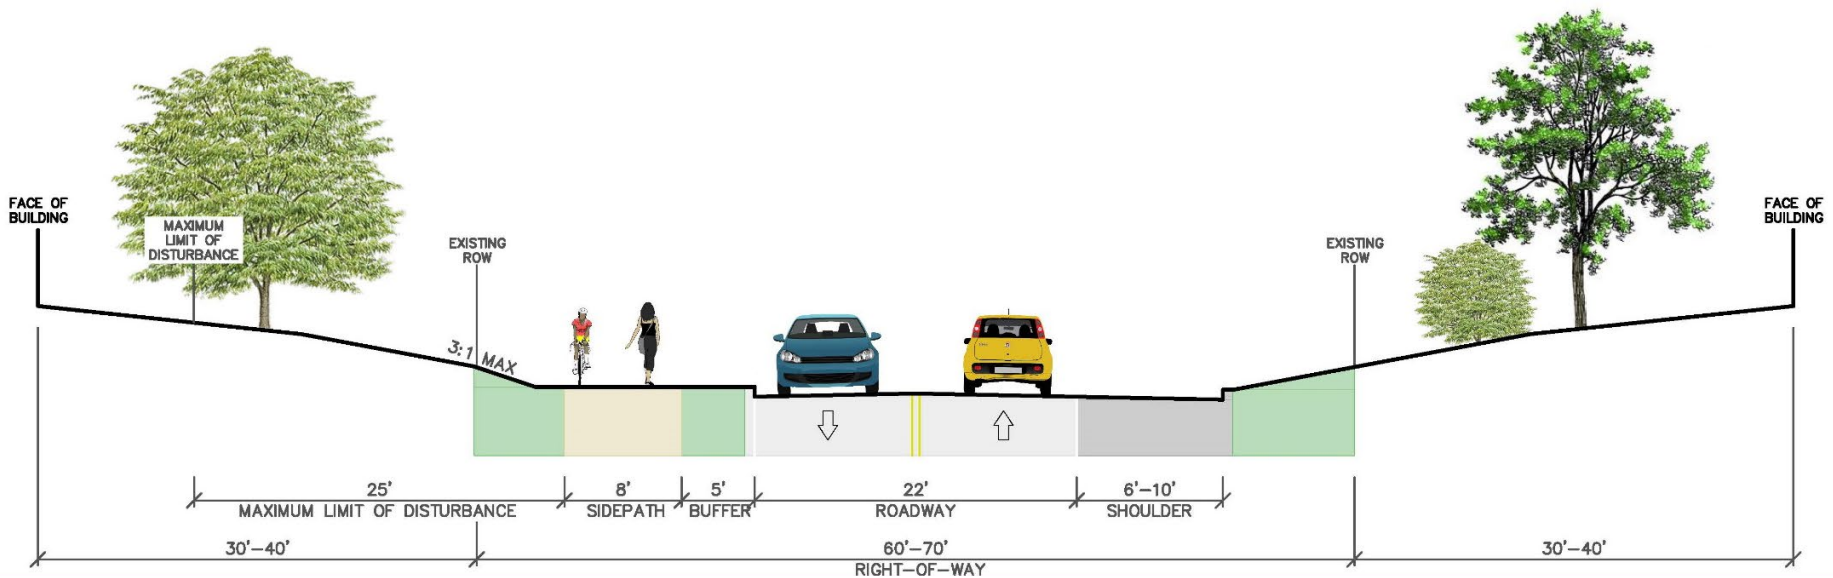 FACE OF
BUILDING
MAXIMUM
LIMIT OF
DISTURBANCE
EXISTING
ROW
3:1 MAX
EXISTING
ROW
FACE OF
BUILDING
25'
8'
5'
22'
6'-10'
MAXIMUM LIMIT OF DISTURBANCE
SIDEPATH
BUFFER
ROADWAY
SHOULDER
30'-40'
60'-70'
30'-40'
RIGHT-OF-WAY